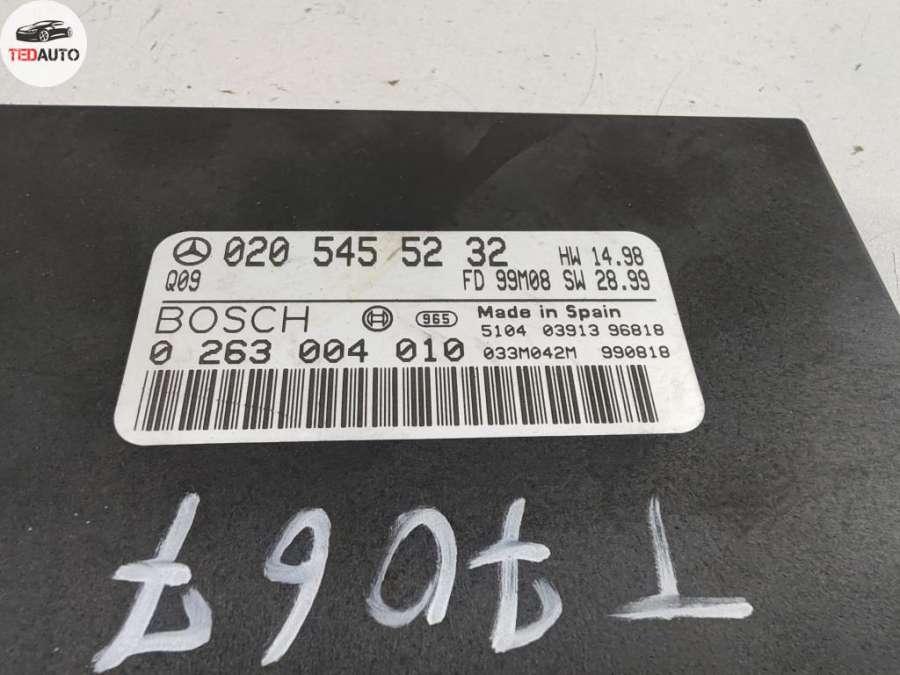 TEDAUTO
020 545 52 32 HW 14.98
Q09 FD 99M08 SW 28.99
BOSCH 965 Made in Spain
5104 03913 96818
0 263 004 010 033M042M 990818
T7067